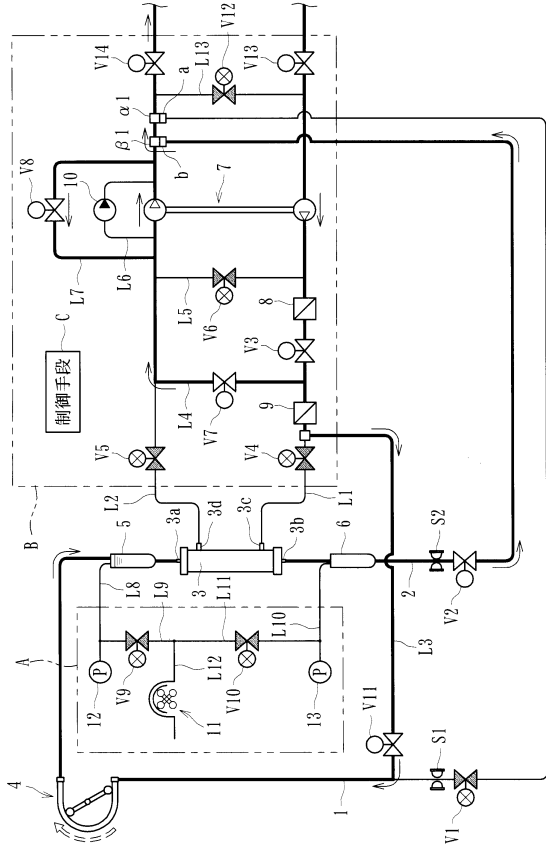 V14
V12
V13
L13
α1
a
β1
b
V8
10
7
L6
L7
L5
V6
8
C
制御手段
V3
L4
V7
9
V5
V4
L2
L1
B
5
3a
3d
3c
3b
6
3
S2
2
V2
L8
L9
L11
L10
L3
A
P
P
12
V9
L12
V10
11
13
V11
4
1
S1
V1